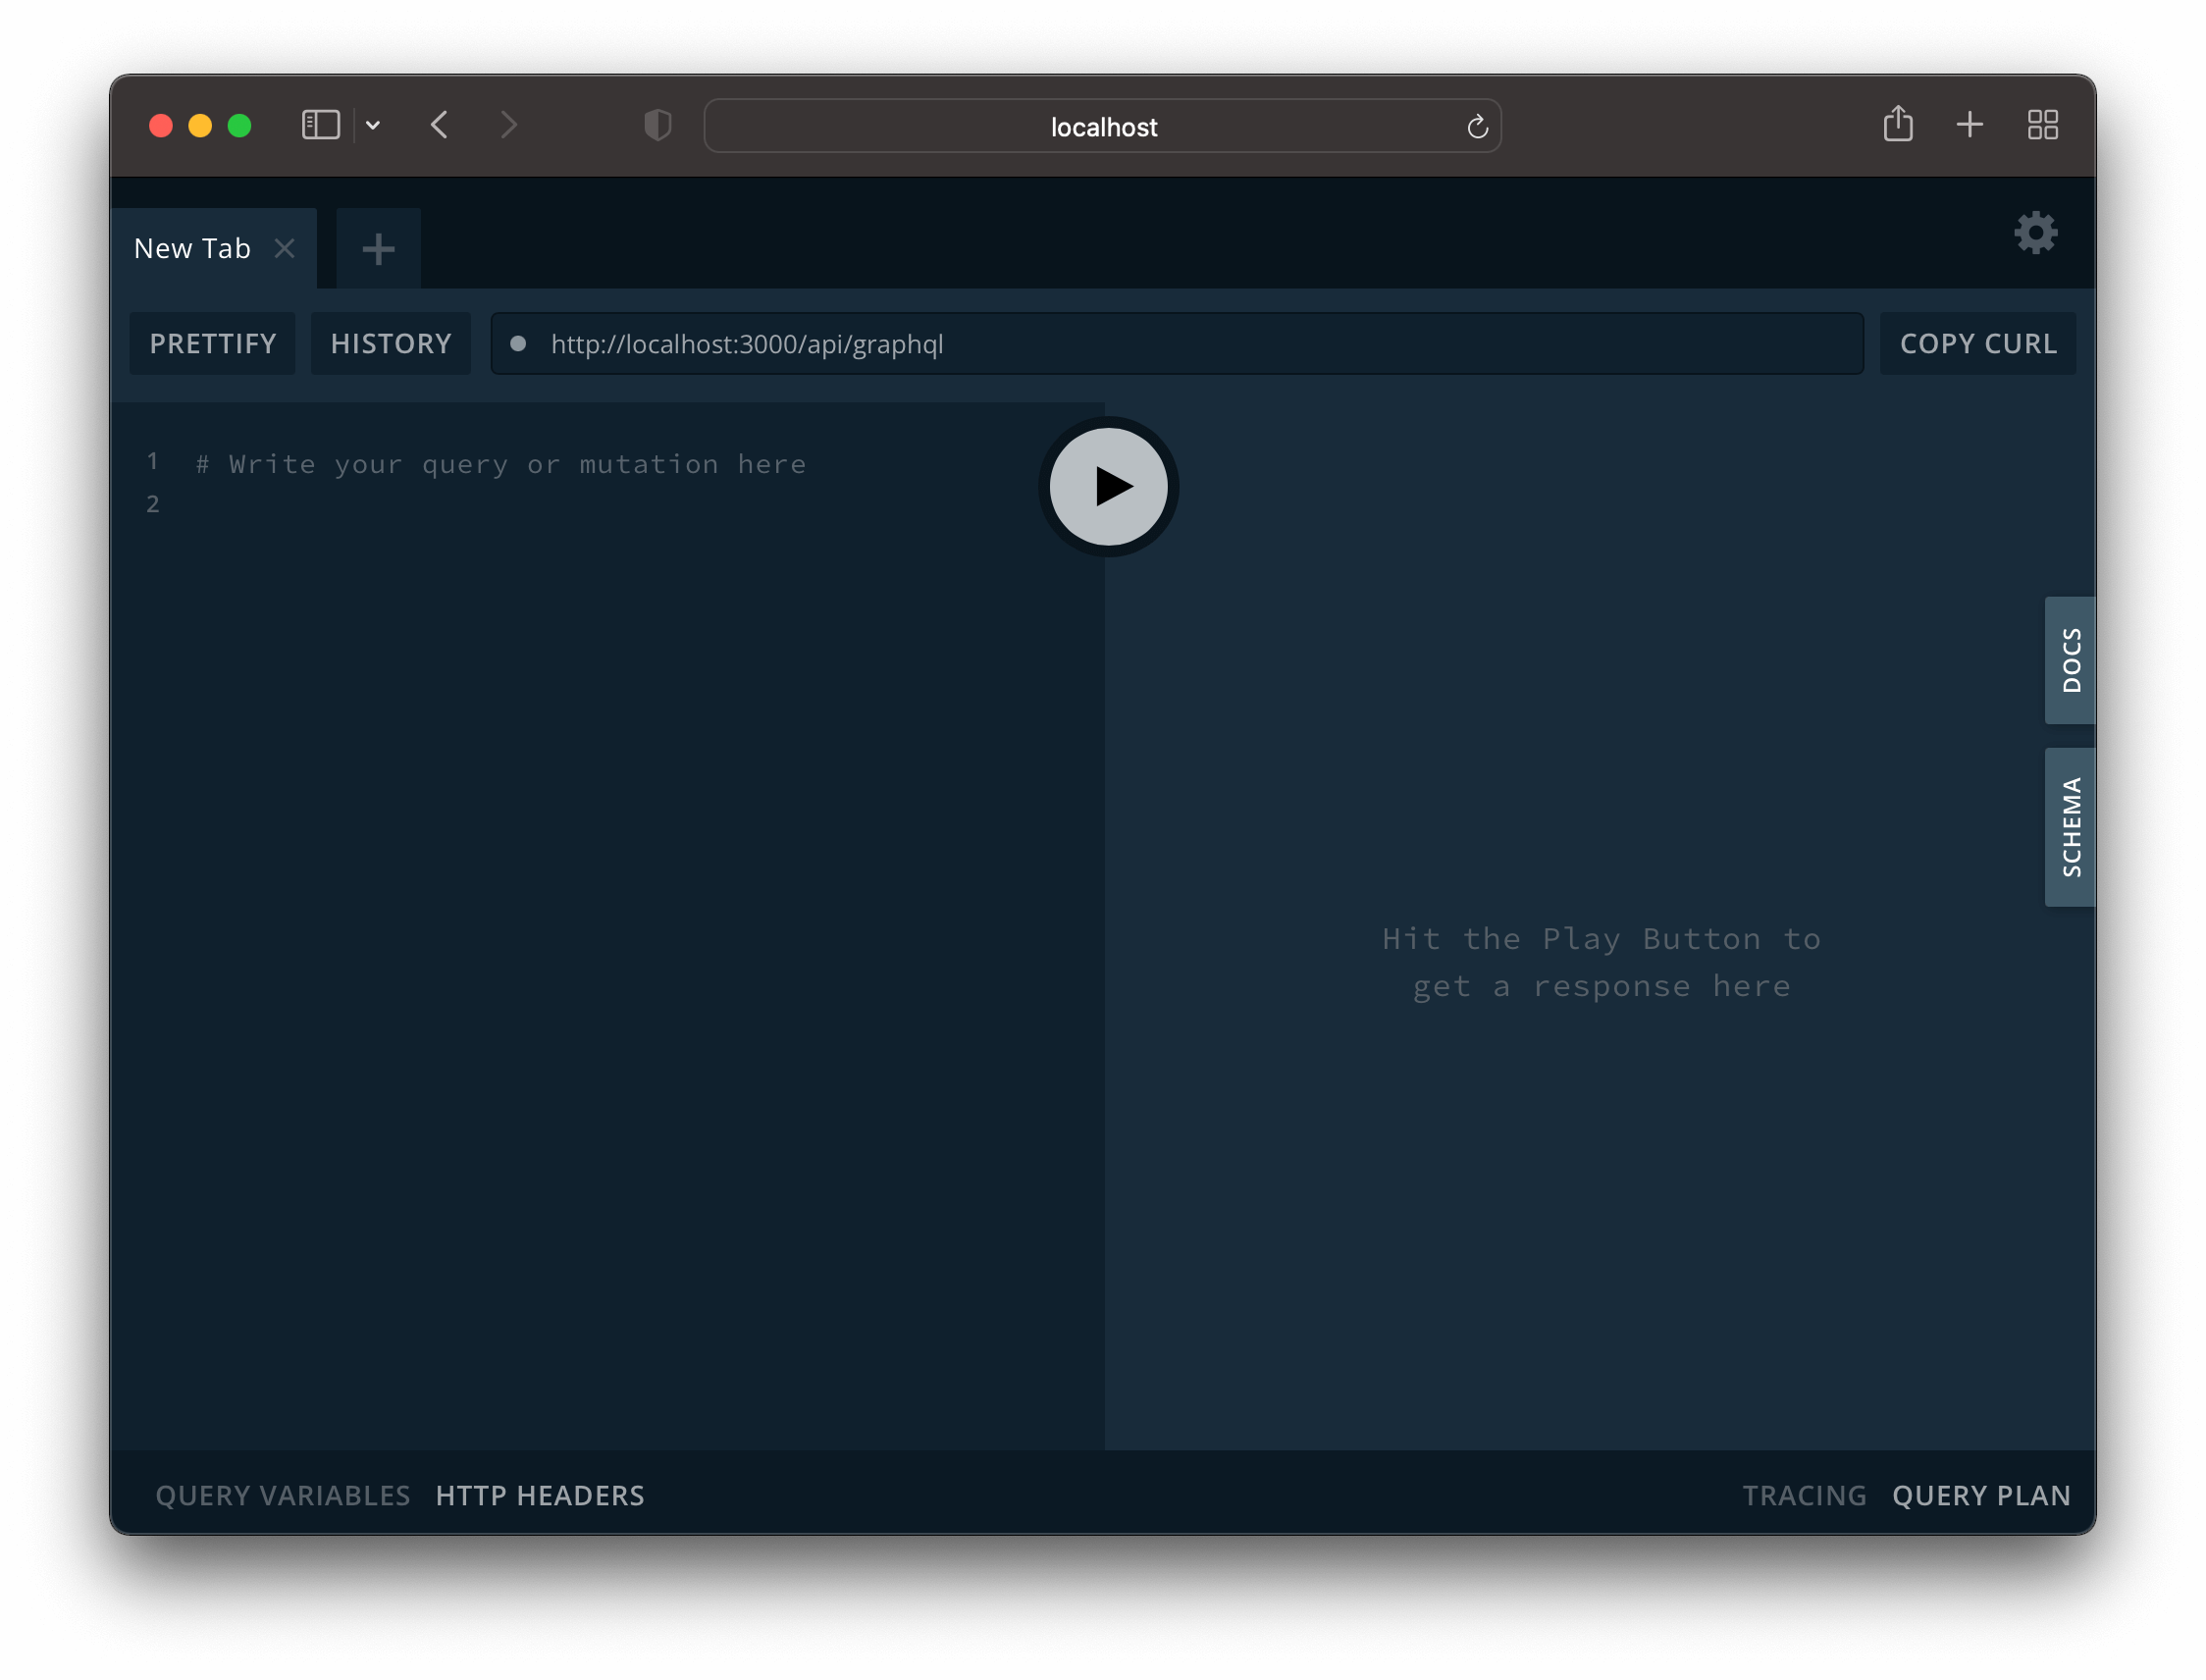 localhost
New Tab
PRETTIFY HISTORY http://localhost:3000/api/graphql COPY CURL
1 # Write your query or mutation here
2
DOCS
SCHEMA
Hit the Play Button to
get a response here
QUERY VARIABLES HTTP HEADERS TRACING QUERY PLAN